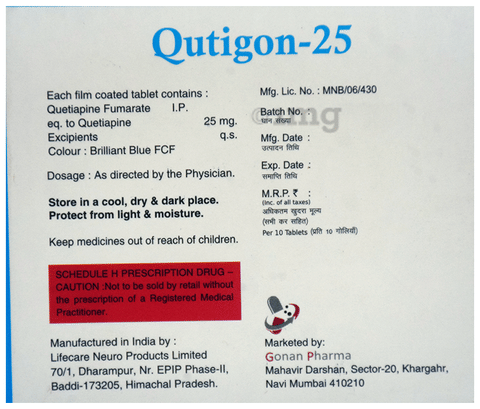 Qutigon-25
Each film coated tablet contains :
Quetiapine Fumarate I.P.
eq. to Quetiapine 25 mg.
Excipients q.s.
Colour : Brilliant Blue FCF
Dosage : As directed by the Physician.
Store in a cool, dry & dark place.
Protect from light & moisture.
Keep medicines out of reach of children.
SCHEDULE H PRESCRIPTION DRUG –
CAUTION :Not to be sold by retail without
the prescription of a Registered Medical
Practitioner.
Manufactured in India by :
Lifecare Neuro Products Limited
70/1, Dharampur, Nr. EPIP Phase-II,
Baddi-173205, Himachal Pradesh.
Mfg. Lic. No. : MNB/06/430
Batch No. :
घान संख्या
Mfg. Date :
उत्पादन तिथि
Exp. Date :
समाप्ति तिथि
M.R.P. ₹ :
(Inc. of all taxes)
अधिकतम खुदरा मूल्य
(सभी कर सहित)
Per 10 Tablets (प्रति 10 गोलियाँ)
Marketed by:
Gonan Pharma
Mahavir Darshan, Sector-20, Khargahr,
Navi Mumbai 410210